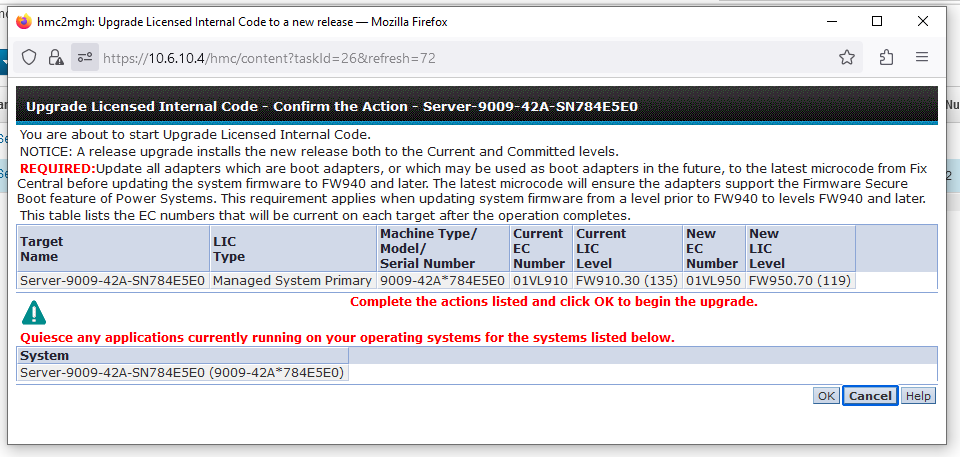 hmc2mgh: Upgrade Licensed Internal Code to a new release — Mozilla Firefox
https://10.6.10.4/hmc/content?taskId=26&refresh=72
Upgrade Licensed Internal Code - Confirm the Action - Server-9009-42A-SN784E5E0
You are about to start Upgrade Licensed Internal Code.
NOTICE: A release upgrade installs the new release both to the Current and Committed levels.
REQUIRED:Update all adapters which are boot adapters, or which may be used as boot adapters in the future, to the latest microcode from Fix
Central before updating the system firmware to FW940 and later. The latest microcode will ensure the adapters support the Firmware Secure
Boot feature of Power Systems. This requirement applies when updating system firmware from a level prior to FW940 to levels FW940 and later.
This table lists the EC numbers that will be current on each target after the operation completes.
Target Name LIC Type Machine Type/ Model/ Serial Number Current EC Number Current LIC Level New EC Number New LIC Level
Server-9009-42A-SN784E5E0 Managed System Primary 9009-42A*784E5E0 01VL910 FW910.30 (135) 01VL950 FW950.70 (119)
Complete the actions listed and click OK to begin the upgrade.
Quiesce any applications currently running on your operating systems for the systems listed below.
System
Server-9009-42A-SN784E5E0 (9009-42A*784E5E0)
OK Cancel Help